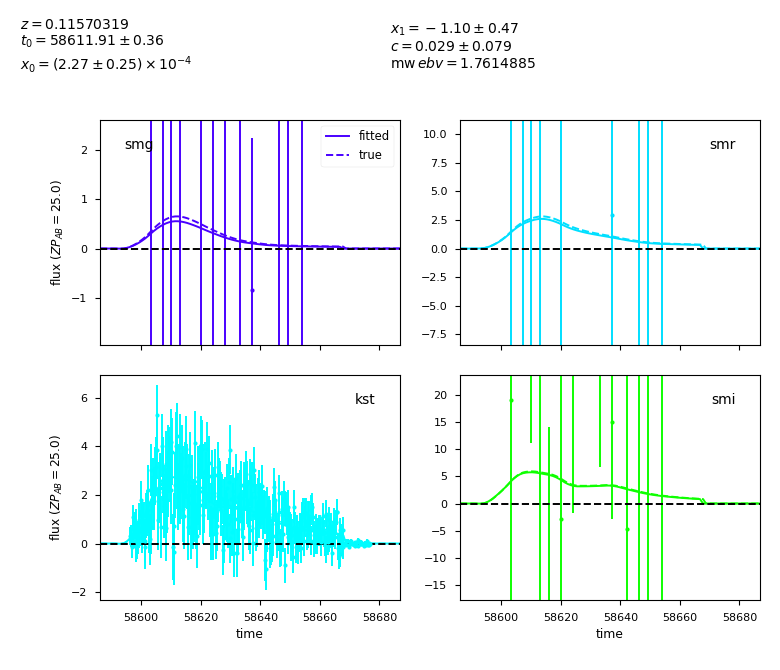 z = 0.11570319
t₀ = 58611.91 ± 0.36
x₀ = (2.27 ± 0.25) × 10⁻⁴
x₁ = −1.10 ± 0.47
c = 0.029 ± 0.079
mw ebv = 1.7614885
smg
fitted
true
2
1
0
−1
flux (ZP_AB = 25.0)
smr
10.0
7.5
5.0
2.5
0.0
−2.5
−5.0
−7.5
kst
6
4
2
0
−2
flux (ZP_AB = 25.0)
58600 58620 58640 58660 58680
time
smi
20
15
10
5
0
−5
−10
−15
58600 58620 58640 58660 58680
time